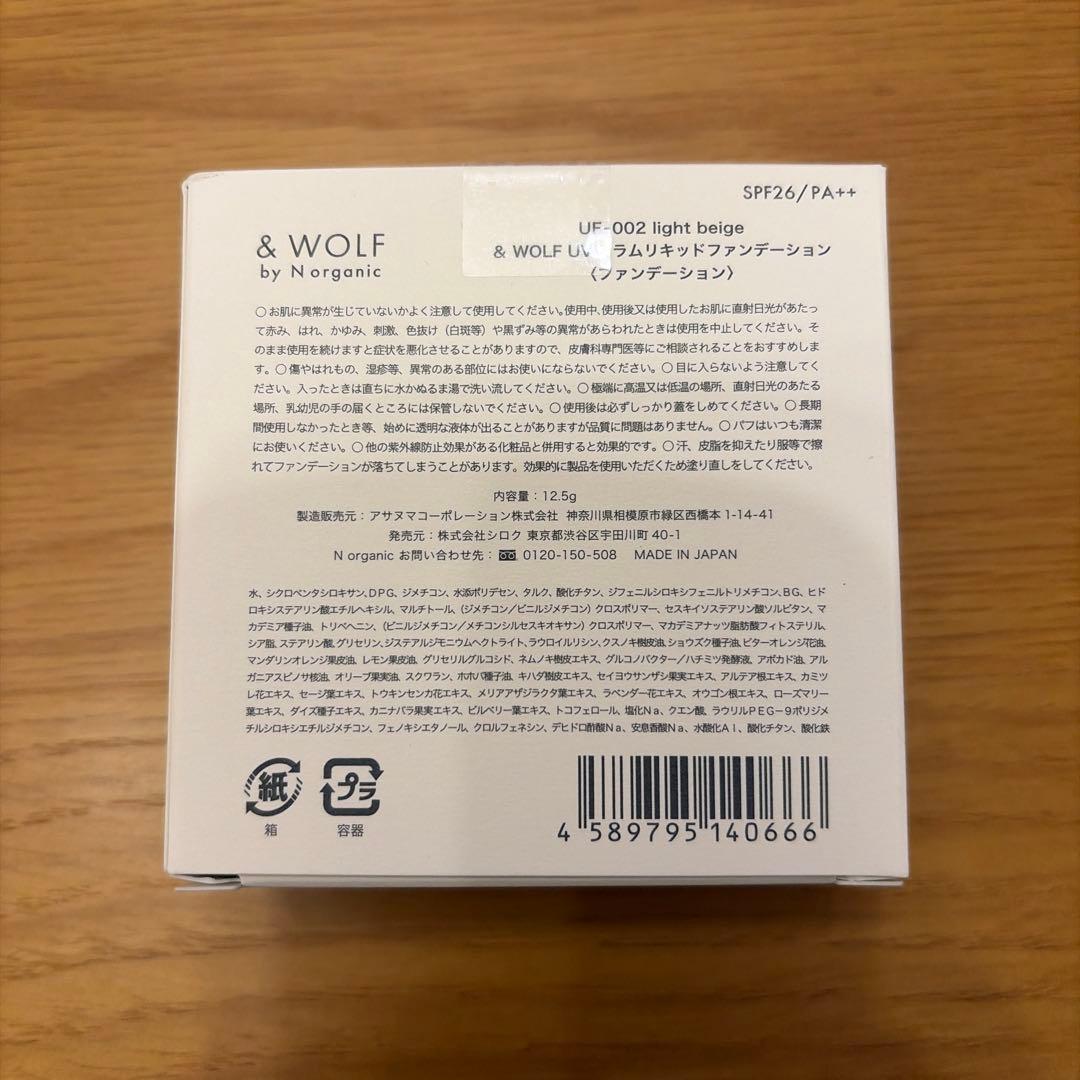 SPF26/PA++
& WOLF
by N organic
UF-002 light beige
& WOLF UV ラムリキッドファンデーション
〈ファンデーション〉
○お肌に異常が生じていないかよく注意して使用してください。使用中、使用後又は使用したお肌に直射日光があたっ
て赤み、はれ、かゆみ、刺激、色抜け（白斑等）や黒ずみ等の異常があらわれたときは使用を中止してください。そ
のまま使用を続けますと症状を悪化させることがありますので、皮膚科専門医等にご相談されることをおすすめしま
す。○傷やはれもの、湿疹等、異常のある部位にはお使いにならないでください。○目に入らないよう注意してく
ださい。入ったときは直ちに水かぬるま湯で洗い流してください。○極端に高温又は低温の場所、直射日光のあたる
場所、乳幼児の手の届くところには保管しないでください。○使用後は必ずしっかり蓋をしめてください。○長期
間使用しなかったとき等、始めに透明な液体が出ることがありますが品質に問題はありません。○パフはいつも清潔
にお使いください。○他の紫外線防止効果がある化粧品と併用すると効果的です。○汗、皮脂を抑えたり服等で擦
れてファンデーションが落ちてしまうことがあります。効果的に製品を使用いただくため塗り直しをしてください。
内容量：12.5g
製造販売元：アサヌマコーポレーション株式会社 神奈川県相模原市緑区西橋本 1-14-41
発売元：株式会社シロク 東京都渋谷区宇田川町 40-1
N organic お問い合わせ先： 0120-150-508 MADE IN JAPAN
水、シクロペンタシロキサン、DPG、ジメチコン、水添ポリデセン、タルク、酸化チタン、ジフェニルシロキシフェニルトリメチコン、BG、ヒド
ロキシステアリン酸エチルヘキシル、マルチトール、（ジメチコン／ビニルジメチコン）クロスポリマー、セスキイソステアリン酸ソルビタン、マ
カデミア種子油、トリベヘニン、（ビニルジメチコン／メチコンシルセスキオキサン）クロスポリマー、マカデミアナッツ脂肪酸フィトステリル、
シア脂、ステアリン酸、グリセリン、ジステアルジモニウムヘクトライト、ラウロイルリシン、クスノキ樹皮油、ショウズク種子油、ビターオレンジ花油、
マンダリンオレンジ果皮油、レモン果皮油、グリセリルグルコシド、ネムノキ樹皮エキス、グルコノバクター／ハチミツ発酵液、アボカド油、アル
ガニアスピノサ核油、オリーブ果実油、スクワラン、ホホバ種子油、キハダ樹皮エキス、セイヨウサンザシ果実エキス、アルテア根エキス、カミツ
レ花エキス、セージ葉エキス、トウキンセンカ花エキス、メリアアザジラクタ葉エキス、ラベンダー花エキス、オウゴン根エキス、ローズマリー
葉エキス、ダイズ種子エキス、カニナバラ果実エキス、ビルベリー葉エキス、トコフェロール、塩化Ｎａ、クエン酸、ラウリルＰＥＧ－９ポリジメ
チルシロキシエチルジメチコン、フェノキシエタノール、クロルフェネシン、デヒドロ酢酸Ｎａ、安息香酸Ｎａ、水酸化Ａｌ、酸化チタン、酸化鉄
紙
箱
プラ
容器
4 589795 140666